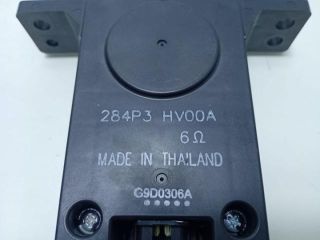 284P3 HV00A
6Ω
MADE IN THAILAND
G9D0306A